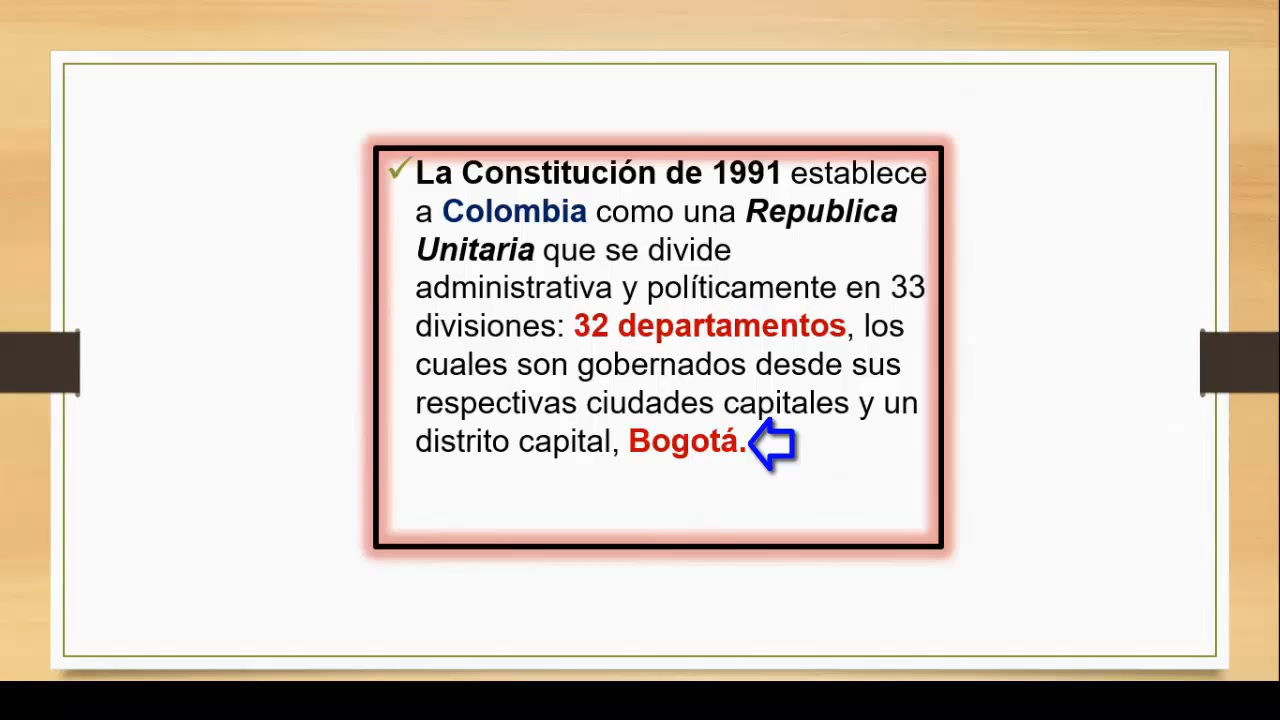 ✓La Constitución de 1991 establece
a Colombia como una Republica
Unitaria que se divide
administrativa y políticamente en 33
divisiones: 32 departamentos, los
cuales son gobernados desde sus
respectivas ciudades capitales y un
distrito capital, Bogotá.